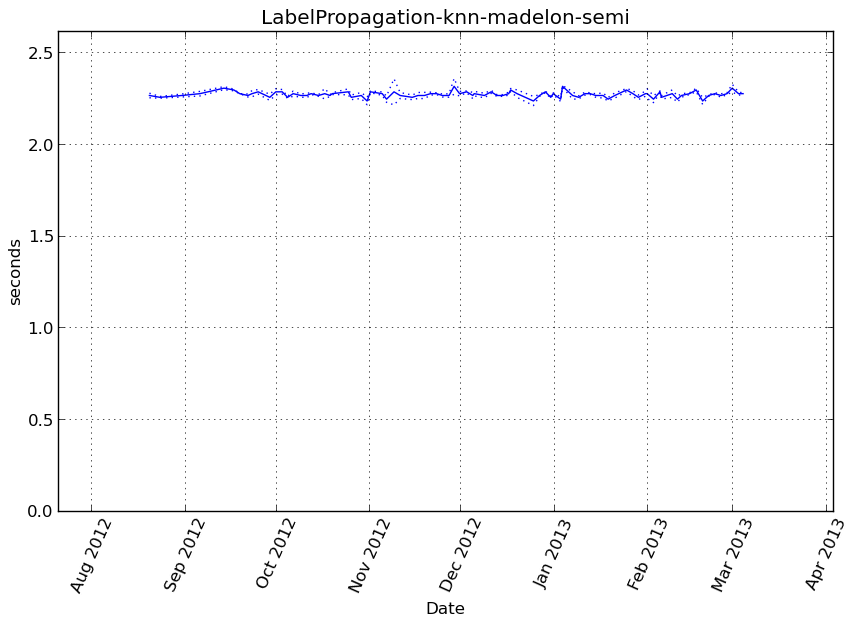 LabelPropagation-knn-madelon-semi
2.5
2.0
1.5
1.0
0.5
0.0
seconds
Aug 2012
Sep 2012
Oct 2012
Nov 2012
Dec 2012
Jan 2013
Feb 2013
Mar 2013
Apr 2013
Date